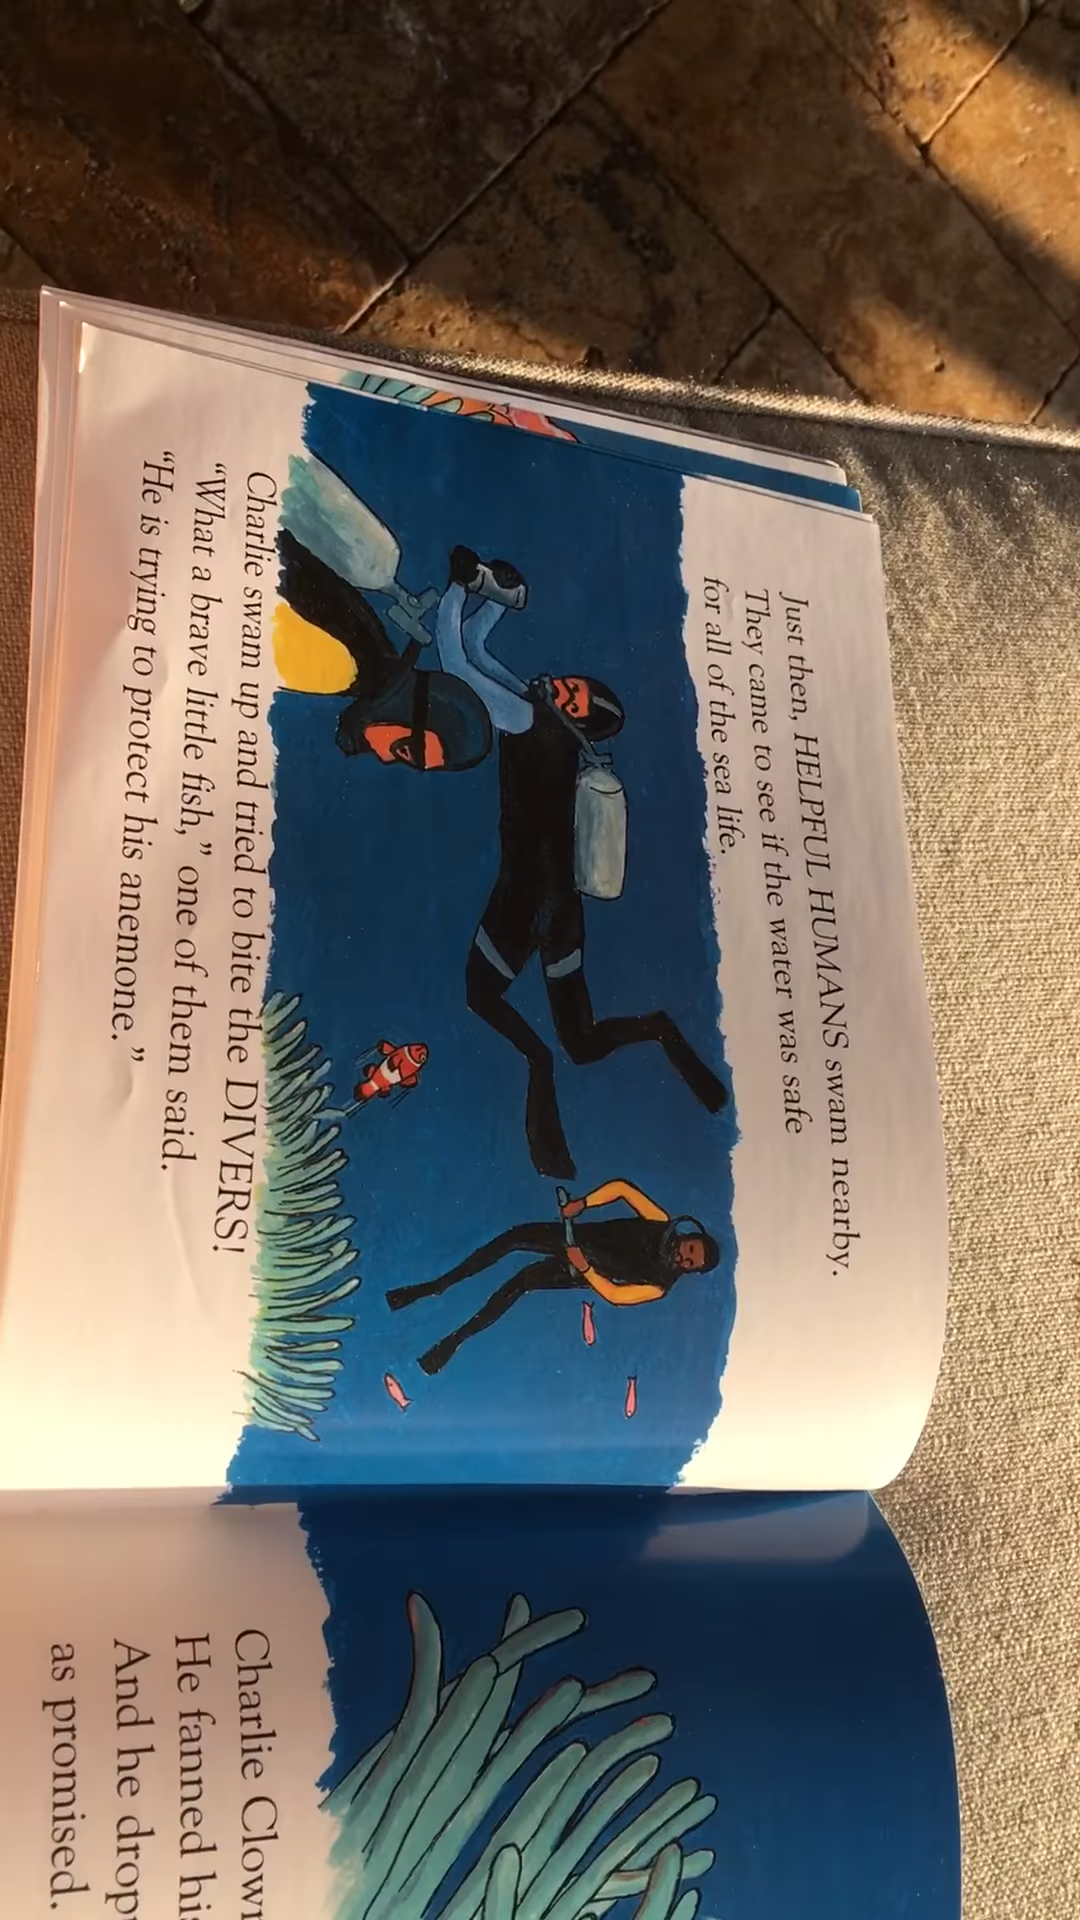 Just then, HELPFUL HUMANS swam nearby.
They came to see if the water was safe
for all of the sea life.
Charlie swam up and tried to bite the DIVERS!
“What a brave little fish,” one of them said.
“He is trying to protect his anemone.”
Charlie
He fanned
And he
as promised.